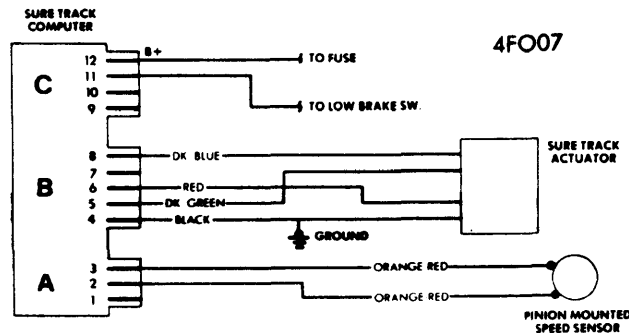 SURE TRACK
COMPUTER
4FO07
B+
12
TO FUSE
11
C
10
9
TO LOW BRAKE SW.
SURE TRACK
ACTUATOR
8
DK BLUE
7
B
6
RED
5
DK GREEN
4
BLACK
GROUND
3
ORANGE RED
A
2
ORANGE RED
1
PINION MOUNTED
SPEED SENSOR